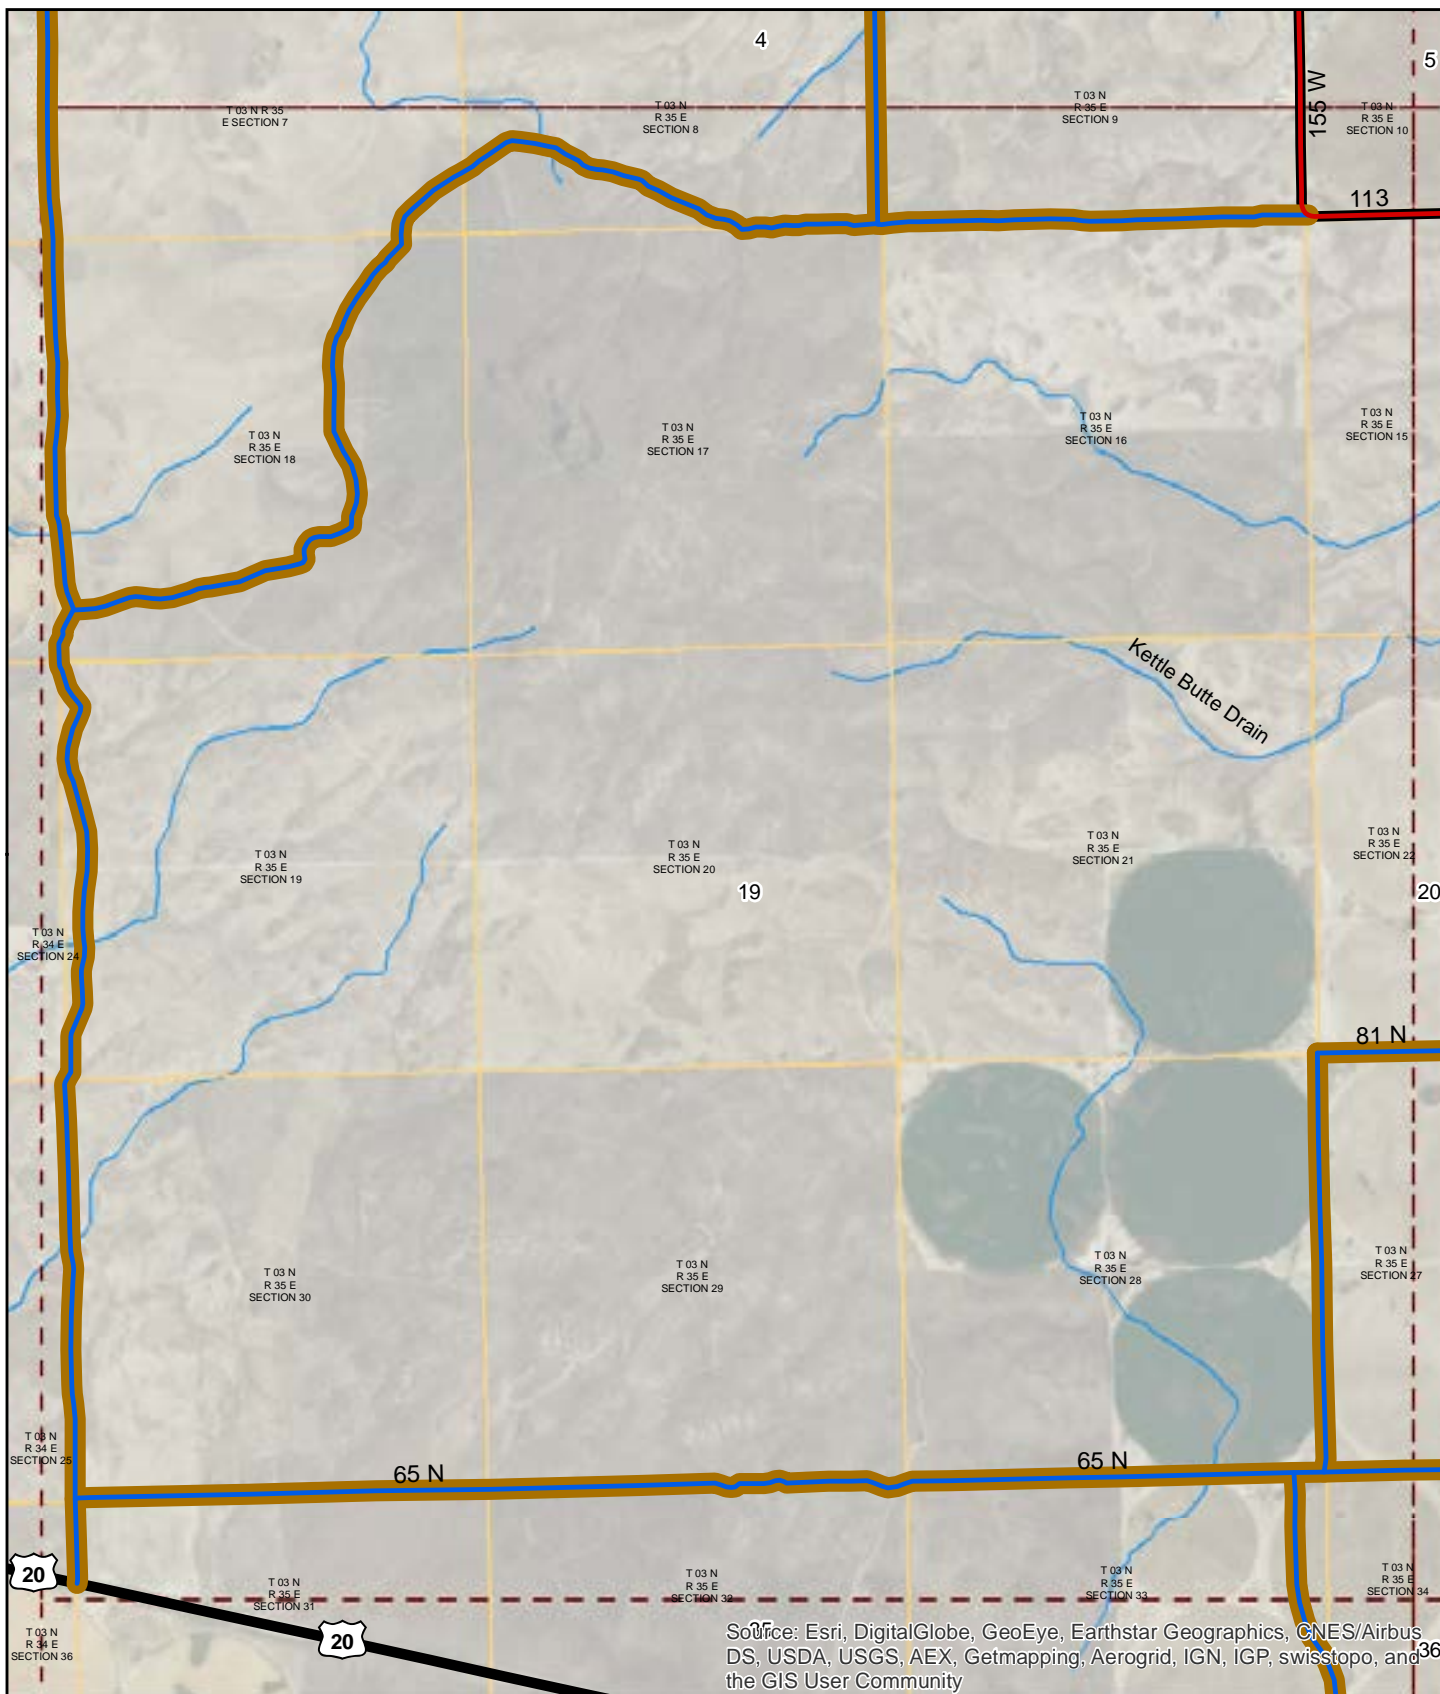 4
5
T 03 N R 35
E SECTION 7
T 03 N
R 35 E
SECTION 8
T 03 N
R 35 E
SECTION 9
155 W
T 03 N
R 35 E
SECTION 10
113
T 03 N
R 35 E
SECTION 18
T 03 N
R 35 E
SECTION 17
T 03 N
R 35 E
SECTION 16
T 03 N
R 35 E
SECTION 15
Kettle Butte Drain
T 03 N
R 35 E
SECTION 19
T 03 N
R 35 E
SECTION 20
T 03 N
R 35 E
SECTION 21
T 03 N
R 35 E
SECTION 22
19
20
T 03 N
R 34 E
SECTION 24
81 N
T 03 N
R 35 E
SECTION 30
T 03 N
R 35 E
SECTION 29
T 03 N
R 35 E
SECTION 28
T 03 N
R 35 E
SECTION 27
T 03 N
R 34 E
SECTION 25
65 N
65 N
20
T 03 N
R 35 E
SECTION 31
T 03 N
R 35 E
SECTION 32
T 03 N
R 35 E
SECTION 33
T 03 N
R 35 E
SECTION 34
T 03 N
R 34 E
SECTION 36
20
35
36
Source: Esri, DigitalGlobe, GeoEye, Earthstar Geographics, CNES/Airbus
DS, USDA, USGS, AEX, Getmapping, Aerogrid, IGN, IGP, swisstopo, and
the GIS User Community